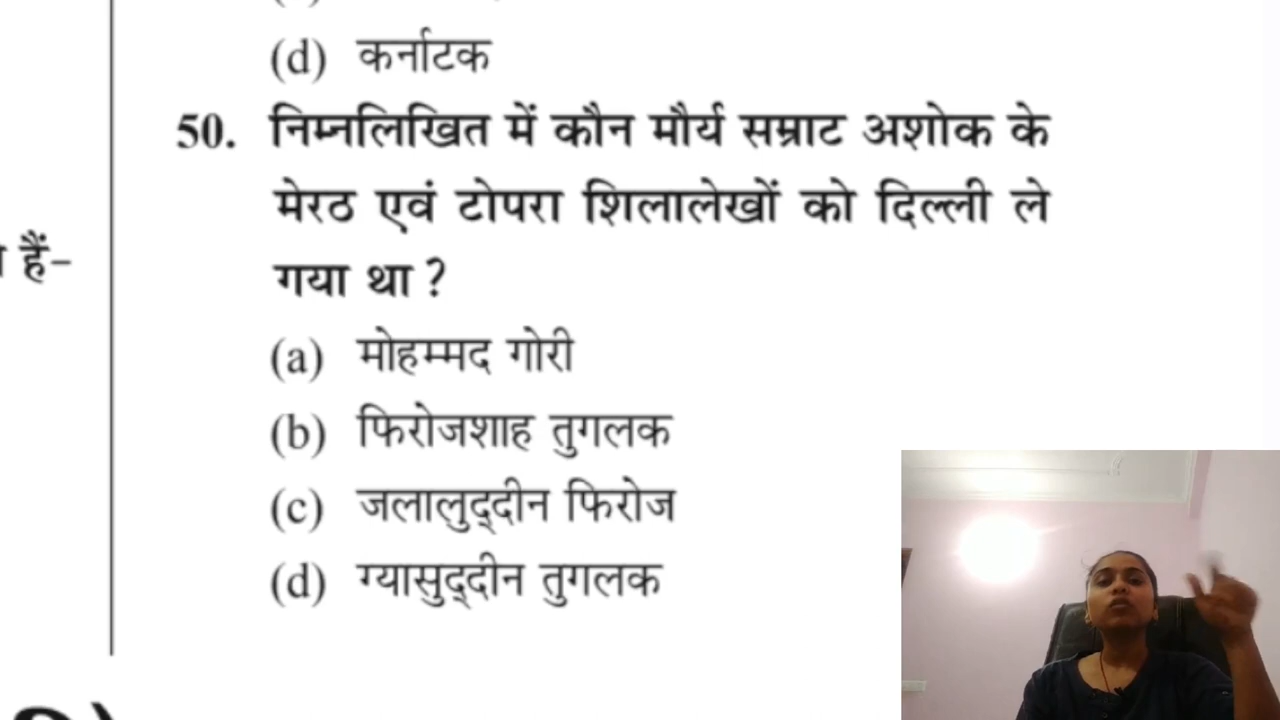 (d) कर्नाटक
50. निम्नलिखित में कौन मौर्य सम्राट अशोक के
मेरठ एवं टोपरा शिलालेखों को दिल्ली ले
हैं-
गया था ?
(a) मोहम्मद गोरी
(b) फिरोजशाह तुगलक
(c) जलालुद्दीन फिरोज
(d) ग्यासुद्दीन तुगलक